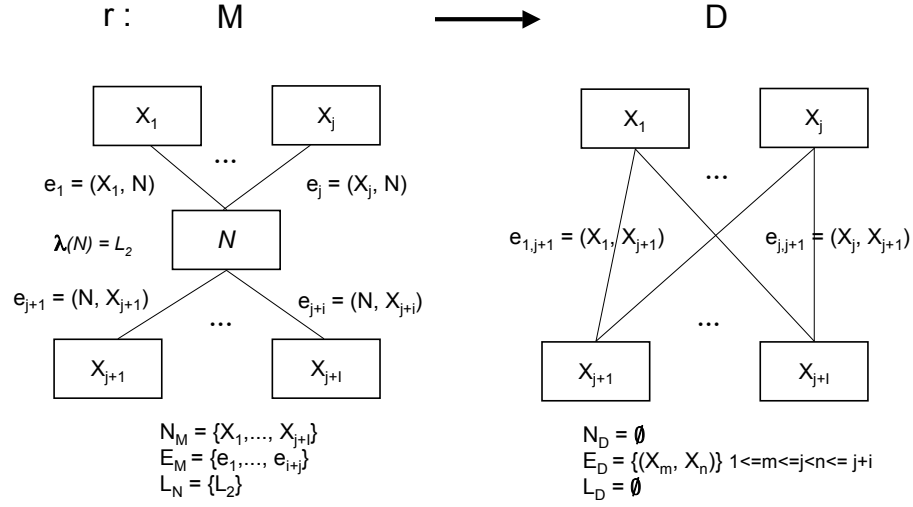 r : M D
X1 Xj X1 Xj
... ...
e1 = (X1, N) ej = (Xj, N)
λ(N) = L2 N e1,j+1 = (X1, Xj+1) ej,j+1 = (Xj, Xj+1)
ej+1 = (N, Xj+1) ej+i = (N, Xj+i)
... ...
Xj+1 Xj+I Xj+1 Xj+I
NM = {X1,..., Xj+I} ND = ∅
EM = {e1,..., ei+j} ED = {(Xm, Xn)} 1<=m<=j<n<= j+i
LN = {L2} LD = ∅